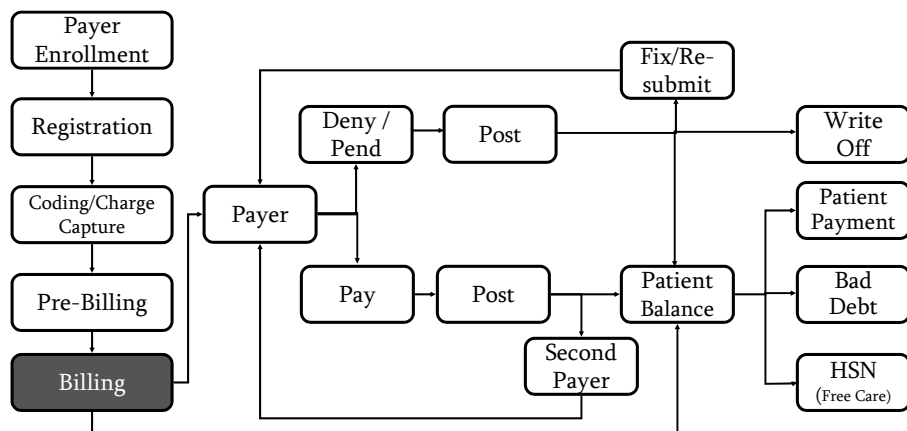 Payer
Enrollment
Registration
Coding/Charge
Capture
Pre-Billing
Billing
Payer
Deny /
Pend
Post
Fix/Re-
submit
Write
Off
Pay
Post
Second
Payer
Patient
Balance
Patient
Payment
Bad
Debt
HSN
(Free Care)